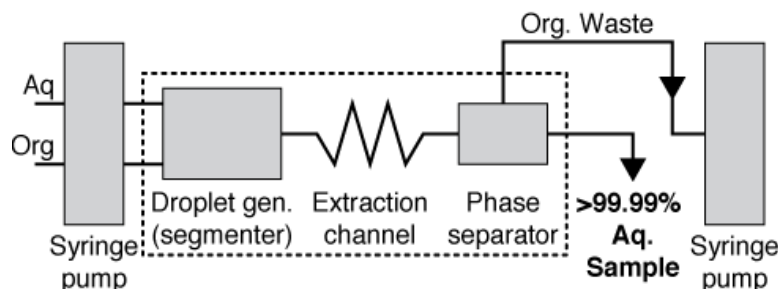 Org. Waste
Aq
Org
Droplet gen.
(segmenter)
Extraction
channel
Phase
separator
>99.99%
Aq.
Sample
Syringe
pump
Syringe
pump